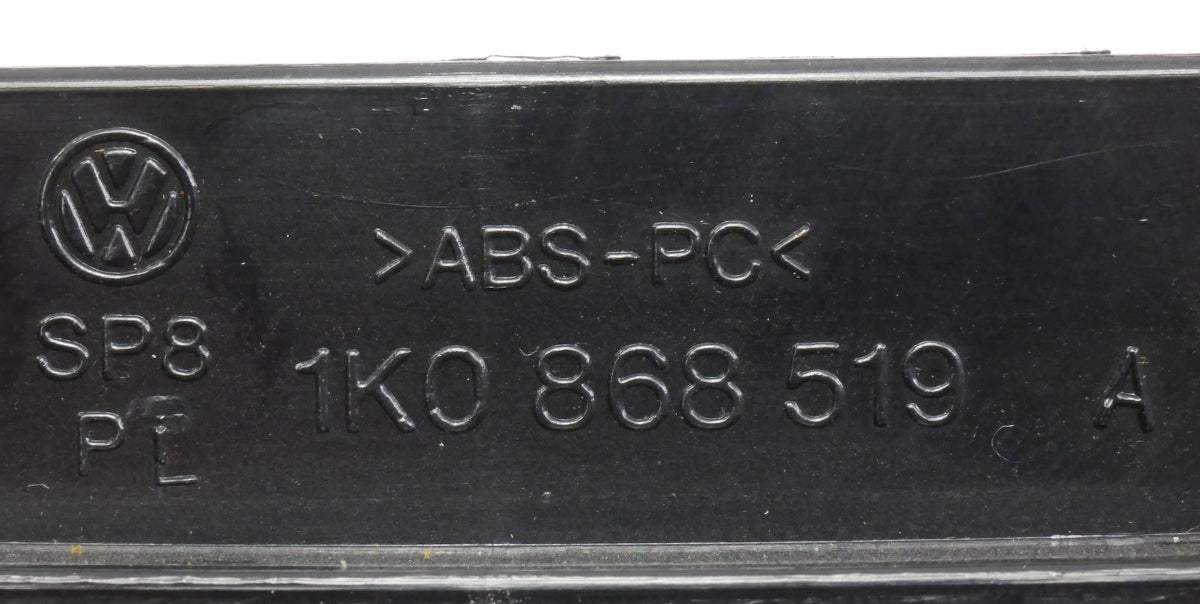 >ABS-PC<
SP8
1K0 868 519 A
PL